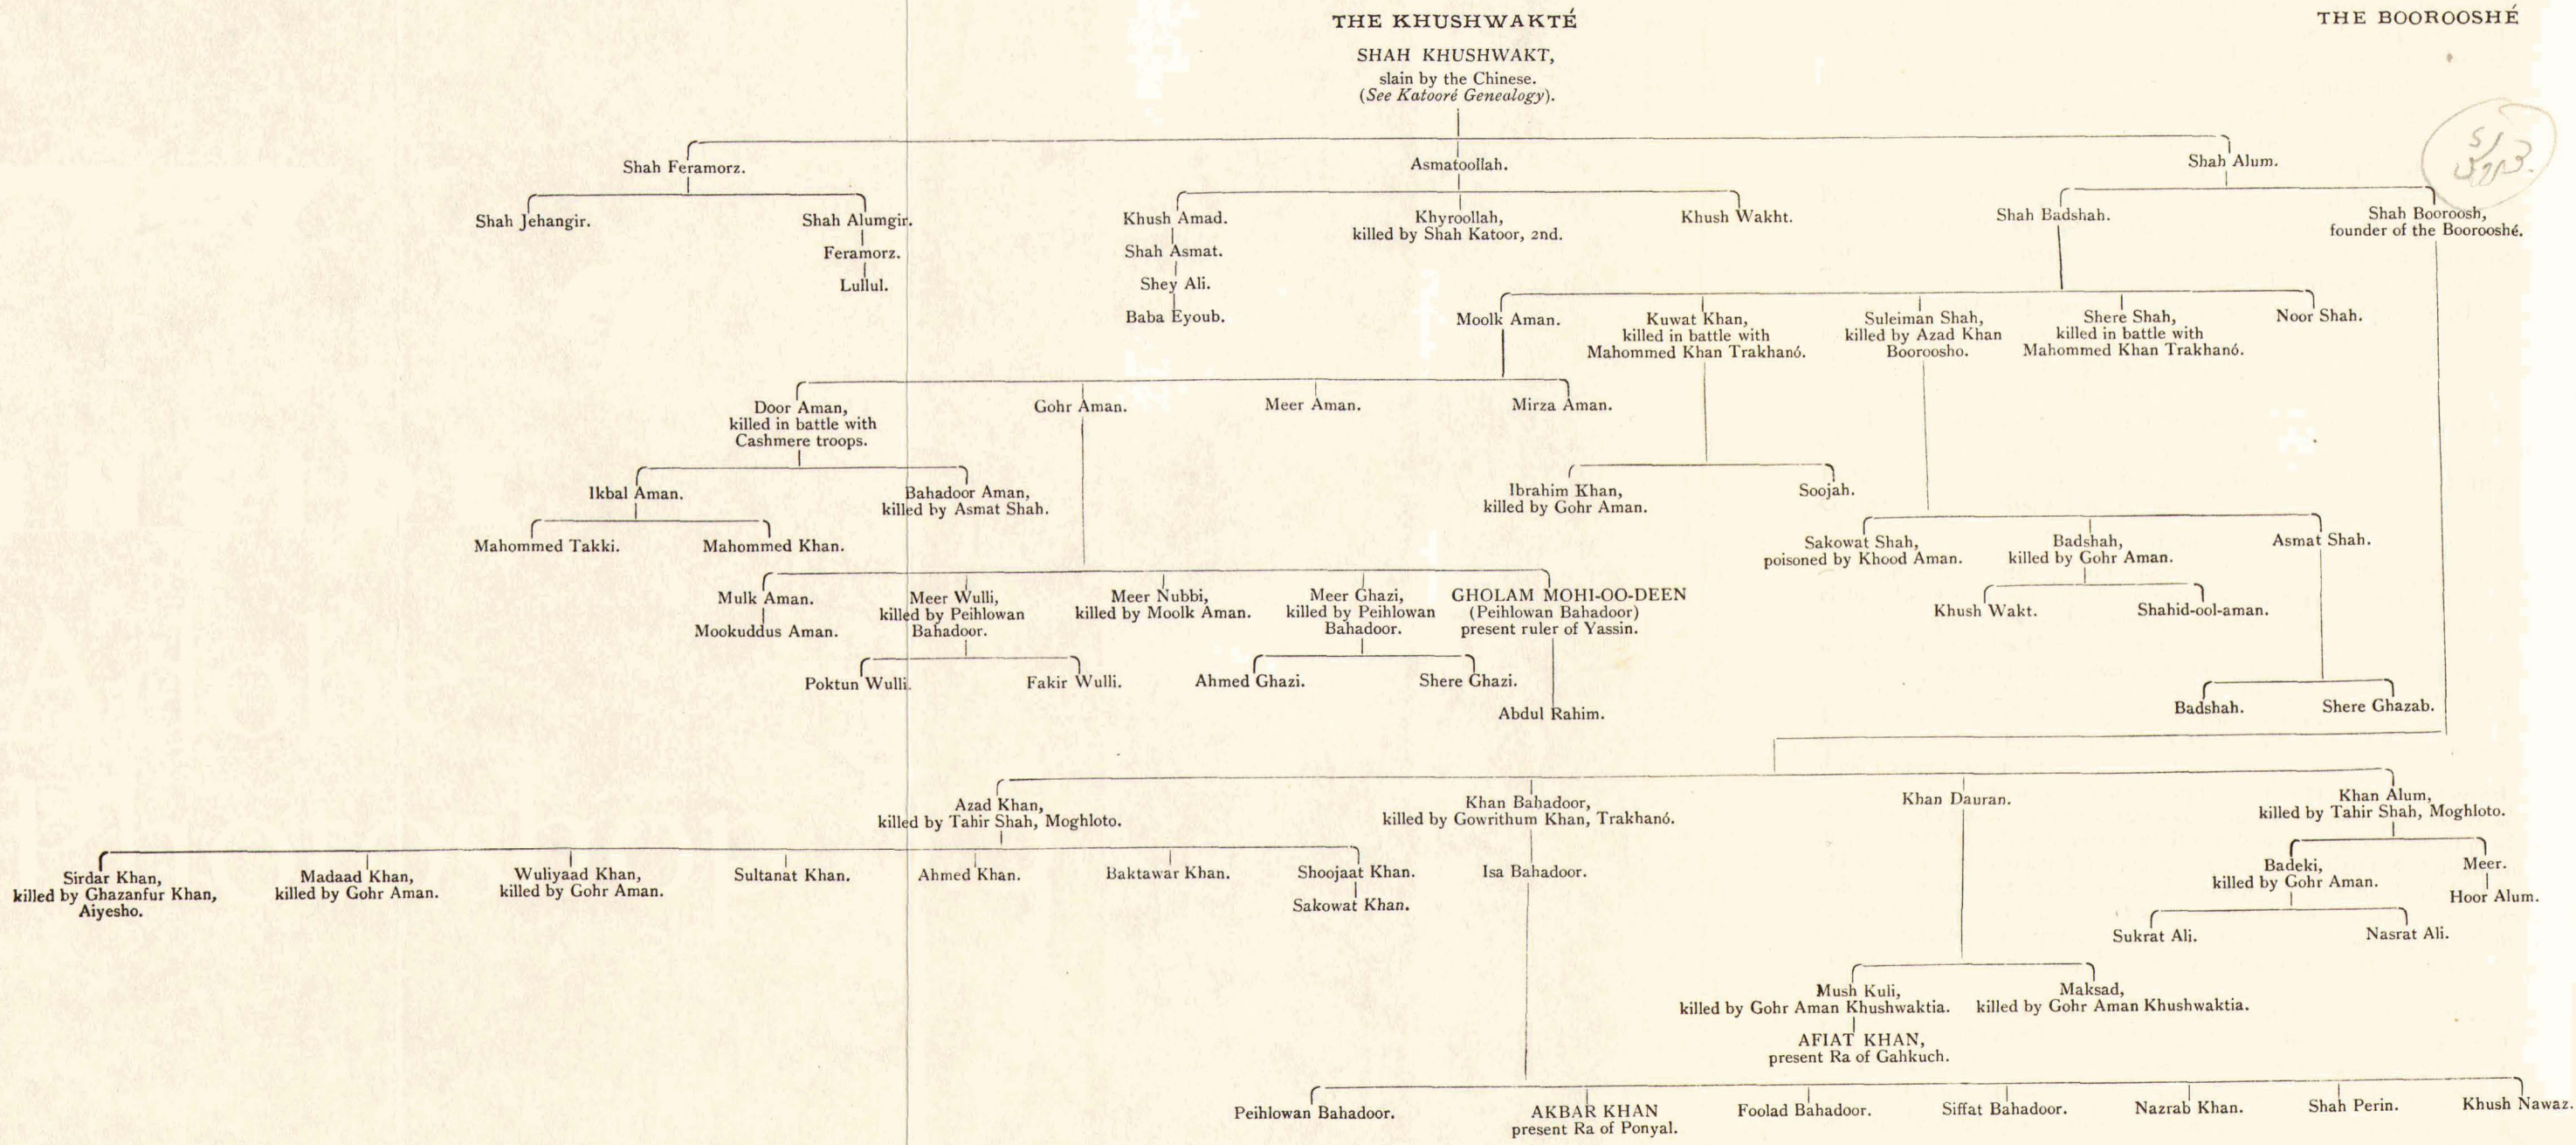 THE KHUSHWAKTÉ
THE BOOROOSHÉ
SHAH KHUSHWAKT,
slain by the Chinese.
(See Katooré Genealogy).
Shah Feramorz.
Asmatoollah.
Shah Alum.
Shah Jehangir.
Shah Alumgir.
Feramorz.
Lullul.
Khush Amad.
Shah Asmat.
Shey Ali.
Baba Eyoub.
Khyroollah,
killed by Shah Katoor, 2nd.
Khush Wakht.
Shah Badshah.
Shah Booroosh,
founder of the Boorooshé.
Moolk Aman.
Kuwat Khan,
killed in battle with
Mahommed Khan Trakhanó.
Suleiman Shah,
killed by Azad Khan
Booroosho.
Shere Shah,
killed in battle with
Mahommed Khan Trakhanó.
Noor Shah.
Door Aman,
killed in battle with
Cashmere troops.
Gohr Aman.
Meer Aman.
Mirza Aman.
Ikbal Aman.
Bahadoor Aman,
killed by Asmat Shah.
Ibrahim Khan,
killed by Gohr Aman.
Soojah.
Mahommed Takki.
Mahommed Khan.
Sakowat Shah,
poisoned by Khood Aman.
Badshah,
killed by Gohr Aman.
Asmat Shah.
Mulk Aman.
Mookuddus Aman.
Meer Wulli,
killed by Peihlowan
Bahadoor.
Meer Nubbi,
killed by Moolk Aman.
Meer Ghazi,
killed by Peihlowan
Bahadoor.
GHOLAM MOHI-OO-DEEN
(Peihlowan Bahadoor)
present ruler of Yassin.
Khush Wakt.
Shahid-ool-aman.
Poktun Wulli.
Fakir Wulli.
Ahmed Ghazi.
Shere Ghazi.
Abdul Rahim.
Badshah.
Shere Ghazab.
Azad Khan,
killed by Tahir Shah, Moghloto.
Khan Bahadoor,
killed by Gowrithum Khan, Trakhanó.
Khan Dauran.
Khan Alum,
killed by Tahir Shah, Moghloto.
Sirdar Khan,
killed by Ghazanfur Khan,
Aiyesho.
Madaad Khan,
killed by Gohr Aman.
Wuliyaad Khan,
killed by Gohr Aman.
Sultanat Khan.
Ahmed Khan.
Baktawar Khan.
Shoojaat Khan.
Sakowat Khan.
Isa Bahadoor.
Badeki,
killed by Gohr Aman.
Meer.
Hoor Alum.
Sukrat Ali.
Nasrat Ali.
Mush Kuli,
killed by Gohr Aman Khushwaktia.
Maksad,
killed by Gohr Aman Khushwaktia.
AFIAT KHAN,
present Ra of Gahkuch.
Peihlowan Bahadoor.
AKBAR KHAN
present Ra of Ponyal.
Foolad Bahadoor.
Siffat Bahadoor.
Nazrab Khan.
Shah Perin.
Khush Nawaz.